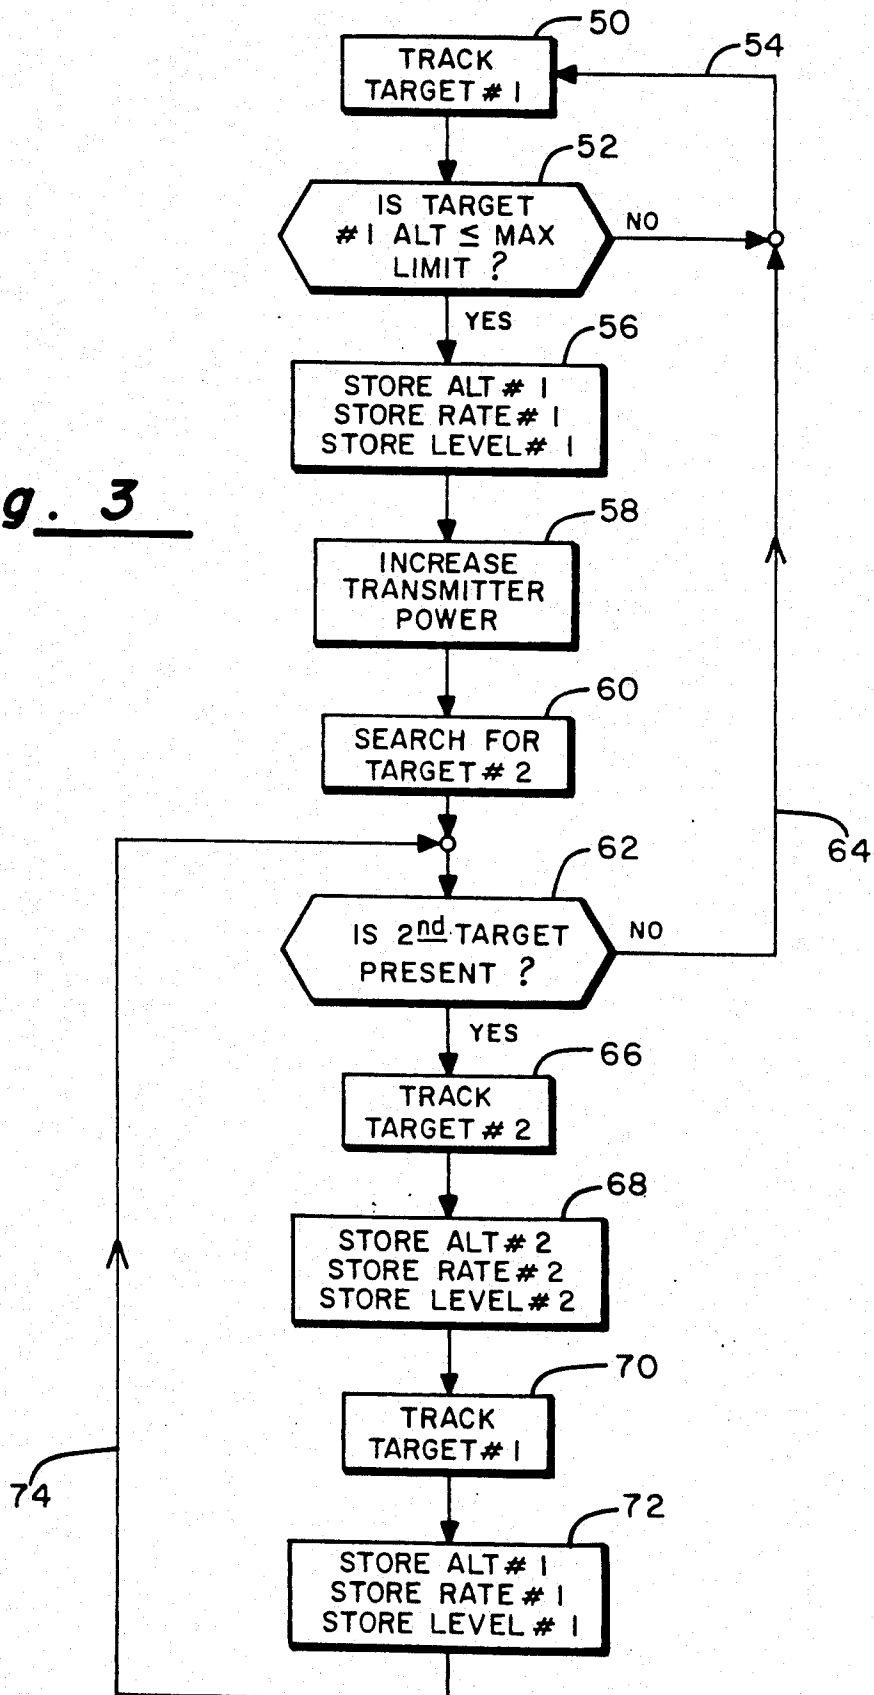 50
TRACK
TARGET # 1
54
52
IS TARGET
# 1 ALT ≤ MAX
LIMIT ?
NO
YES
56
STORE ALT # 1
STORE RATE # 1
STORE LEVEL # 1
g. 3
58
INCREASE
TRANSMITTER
POWER
60
SEARCH FOR
TARGET # 2
62
64
IS 2nd TARGET
PRESENT ?
NO
YES
66
TRACK
TARGET # 2
68
STORE ALT # 2
STORE RATE # 2
STORE LEVEL # 2
70
TRACK
TARGET # 1
74
72
STORE ALT # 1
STORE RATE # 1
STORE LEVEL # 1